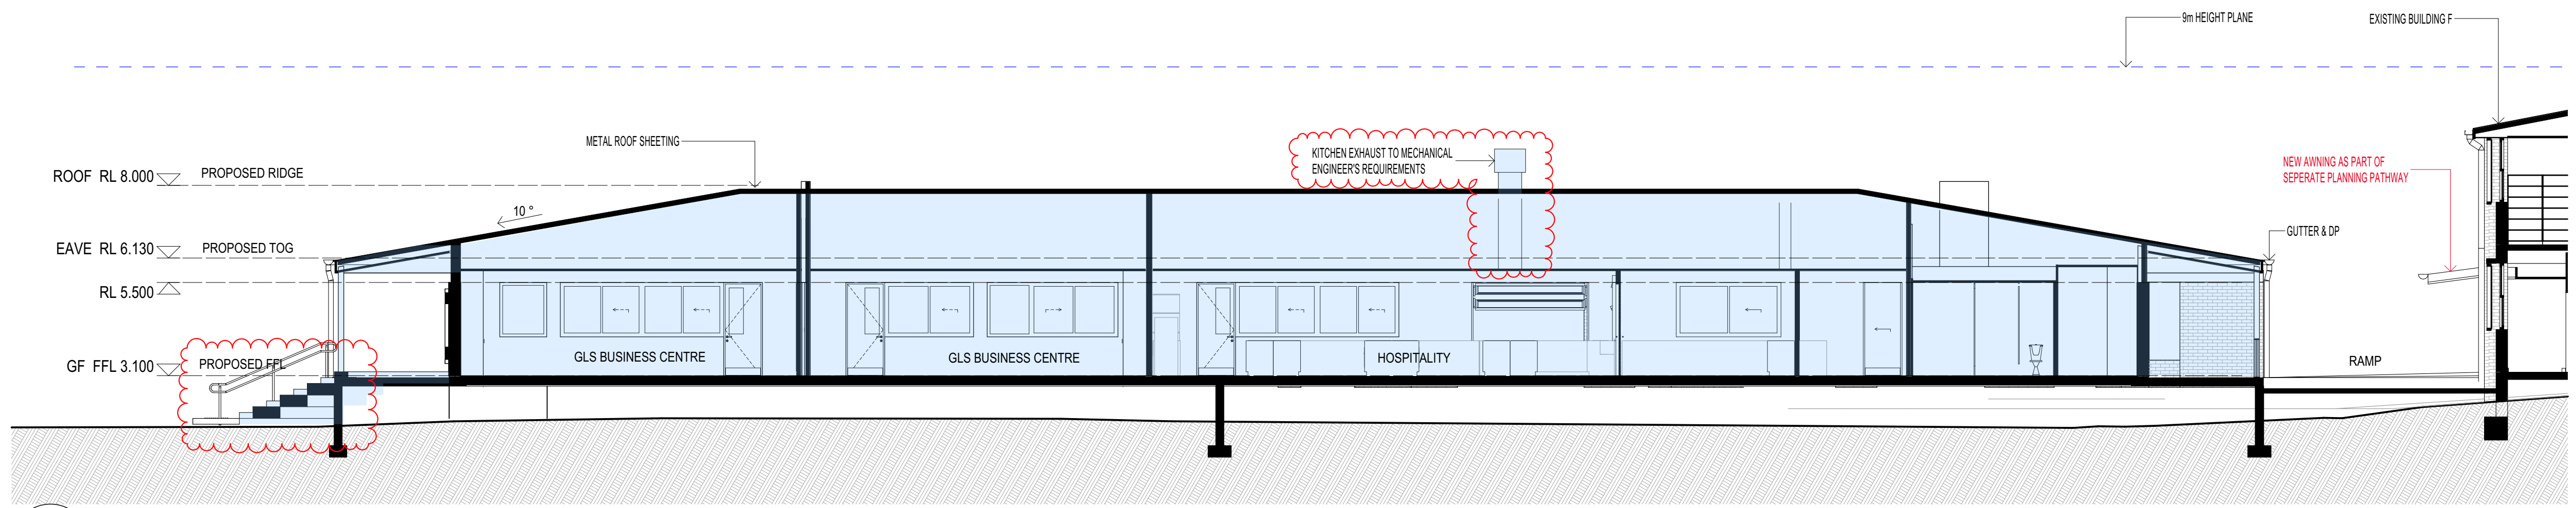 9m HEIGHT PLANE
EXISTING BUILDING F
METAL ROOF SHEETING
KITCHEN EXHAUST TO MECHANICAL
ENGINEER'S REQUIREMENTS
NEW AWNING AS PART OF
SEPERATE PLANNING PATHWAY
ROOF RL 8.000
PROPOSED RIDGE
10 °
EAVE RL 6.130
PROPOSED TOG
GUTTER & DP
RL 5.500
GF FFL 3.100
PROPOSED FFL
GLS BUSINESS CENTRE
GLS BUSINESS CENTRE
HOSPITALITY
RAMP